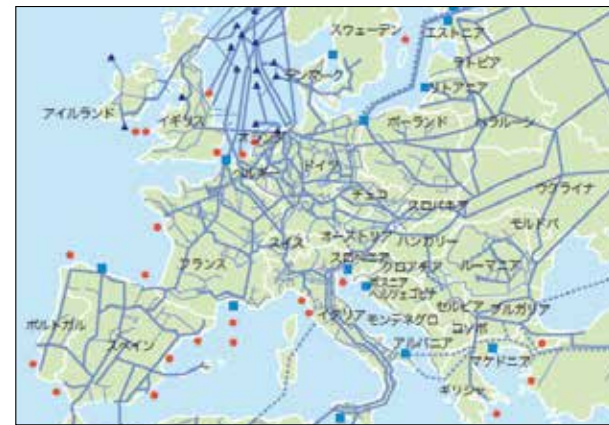 スウェーデン
エストニア
ラトビア
リトアニア
デンマーク
アイルランド
イギリス
オランダ
ポーランド
ベラルーシ
ベルギー
ドイツ
チェコ
スロバキア
ウクライナ
モルドバ
スイス
オーストリア
ハンガリー
フランス
スロベニア
クロアチア
ルーマニア
ボスニア
ヘルツェゴビナ
セルビア
ブルガリア
イタリア
モンテネグロ
コソボ
ポルトガル
スペイン
アルバニア
マケドニア
ギリシャ